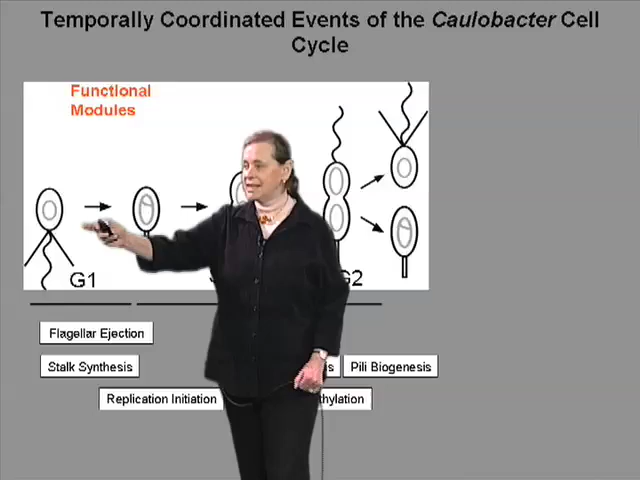 Temporally Coordinated Events of the Caulobacter Cell
Cycle
Functional
Modules
G1
G2
Flagellar Ejection
Stalk Synthesis
Pili Biogenesis
Replication Initiation